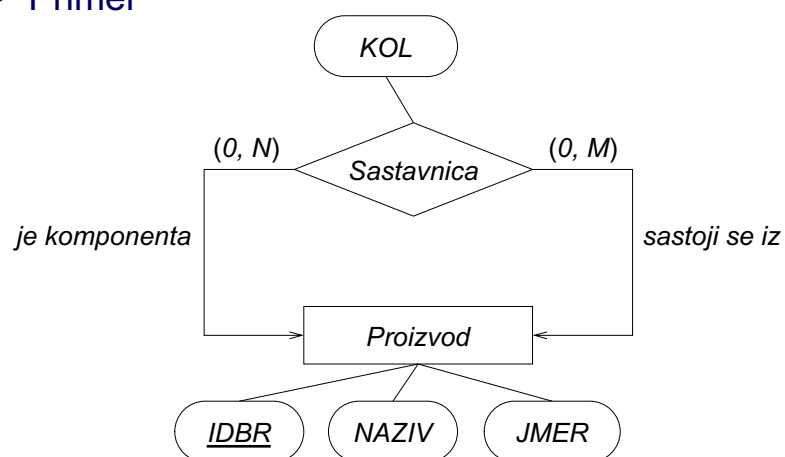 Primer
KOL
(0, N)
Sastavnica
(0, M)
je komponenta
sastoji se iz
Proizvod
IDBR
NAZIV
JMER